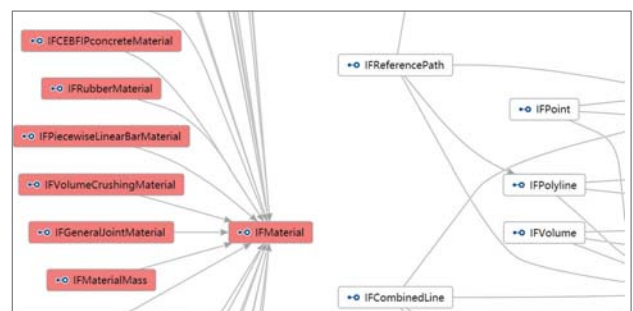 IFCEBFIPconcreteMaterial
IFRubberMaterial
IFPiecewiseLinearBarMaterial
IFVolumeCrushingMaterial
IFGeneralJointMaterial
IFMaterialMass
IFMaterial
IFReferencePath
IFPoint
IFPolyline
IFVolume
IFCombinedLine